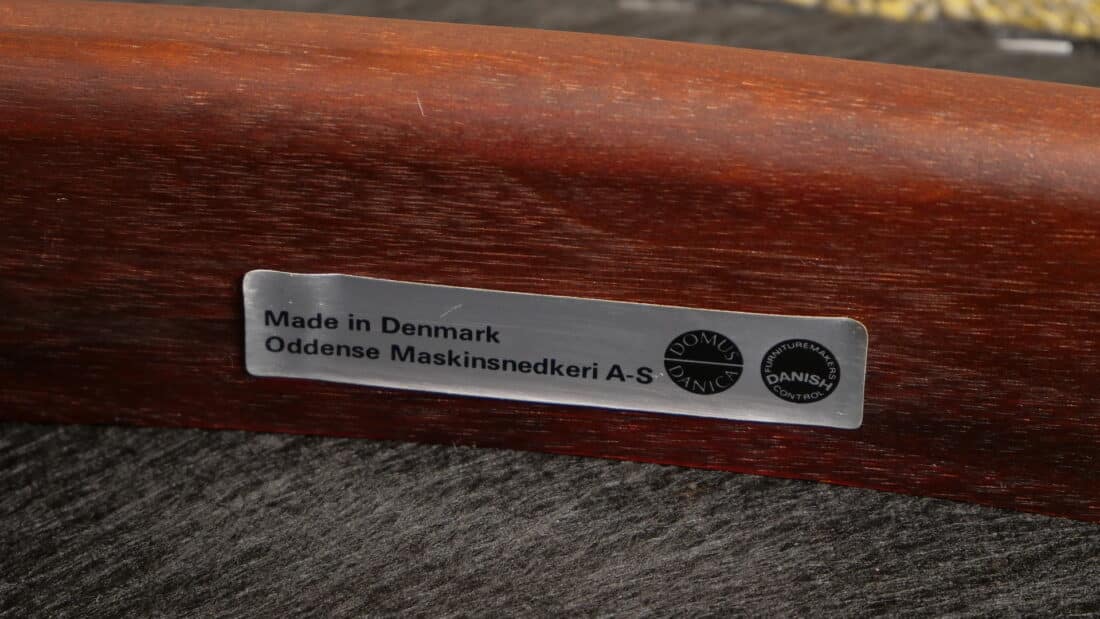 Made in Denmark
Oddense Maskinsnedkeri A-S
DOMUS
DANICA
FURNITUREMAKERS
DANISH
CONTROL